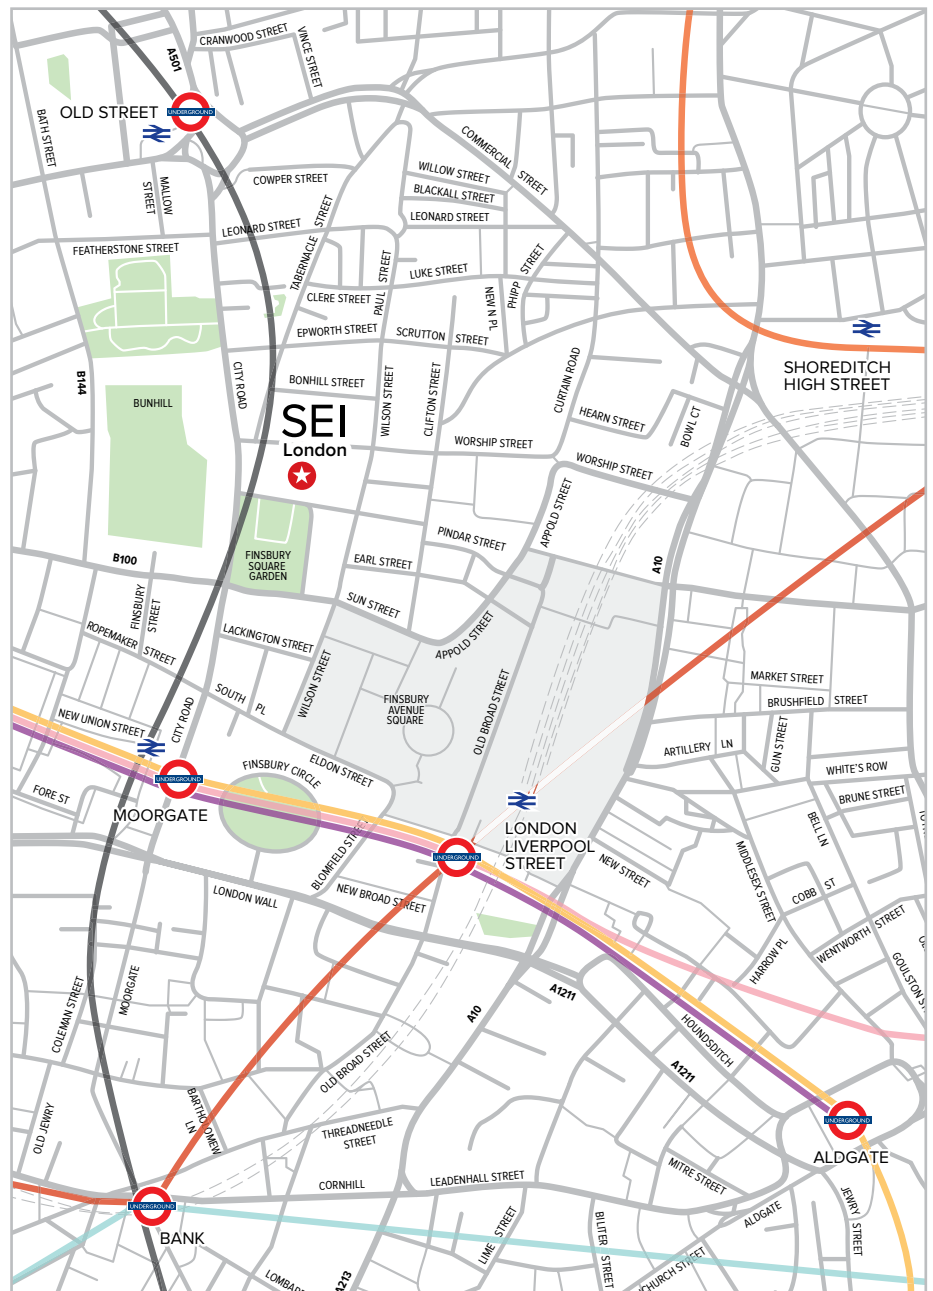 CRANWOOD STREET
VINCE STREET
A501
OLD STREET
UNDERGROUND
BATH STREET
MALLOW
STREET
COWPER STREET
COMMERCIAL STREET
WILLOW STREET
BLACKALL STREET
LEONARD STREET
LEONARD STREET
FEATHERSTONE STREET
TABERNACLE STREET
PAUL STREET
LUKE STREET
PHIPP STREET
NEW N PL
CLERE STREET
EPWORTH STREET
SCRUTTON STREET
SHOREDITCH
HIGH STREET
B144
CITY ROAD
BONHILL STREET
WILSON STREET
CLIFTON STREET
CURTAIN ROAD
BUNHILL
SEI
London
HEARN STREET
BOWL CT
WORSHIP STREET
WORSHIP STREET
APPOLD STREET
PINDAR STREET
A10
B100
FINSBURY
SQUARE
GARDEN
EARL STREET
FINSBURY
STREET
SUN STREET
ROPEMAKER STREET
LACKINGTON STREET
APPOLD STREET
WILSON STREET
SOUTH PL
FINSBURY
AVENUE
SQUARE
OLD BROAD STREET
MARKET STREET
BRUSHFIELD STREET
NEW UNION STREET
CITY ROAD
ARTILLERY LN
GUN STREET
ELDON STREET
FINSBURY CIRCLE
WHITE'S ROW
UNDERGROUND
FORE ST
BRUNE STREET
MOORGATE
BELL LN
LONDON
LIVERPOOL
STREET
UNDERGROUND
BLOMFIELD STREET
NEW STREET
MIDDLESEX STREET
COBB ST
LONDON WALL
NEW BROAD STREET
WENTWORTH STREET
HARROW PL
GOULSTON ST
MOORGATE
COLEMAN STREET
A10
A1211
HOUNDSDITCH
OLD BROAD STREET
A1211
BARTHOLOMEW
LN
OLD JEWRY
THREADNEEDLE
STREET
UNDERGROUND
ALDGATE
MITRE STREET
CORNHILL
LEADENHALL STREET
UNDERGROUND
BANK
LIME STREET
BILITER STREET
ALDGATE
JEWRY STREET
CHURCH STREET
LOMBAR
A213